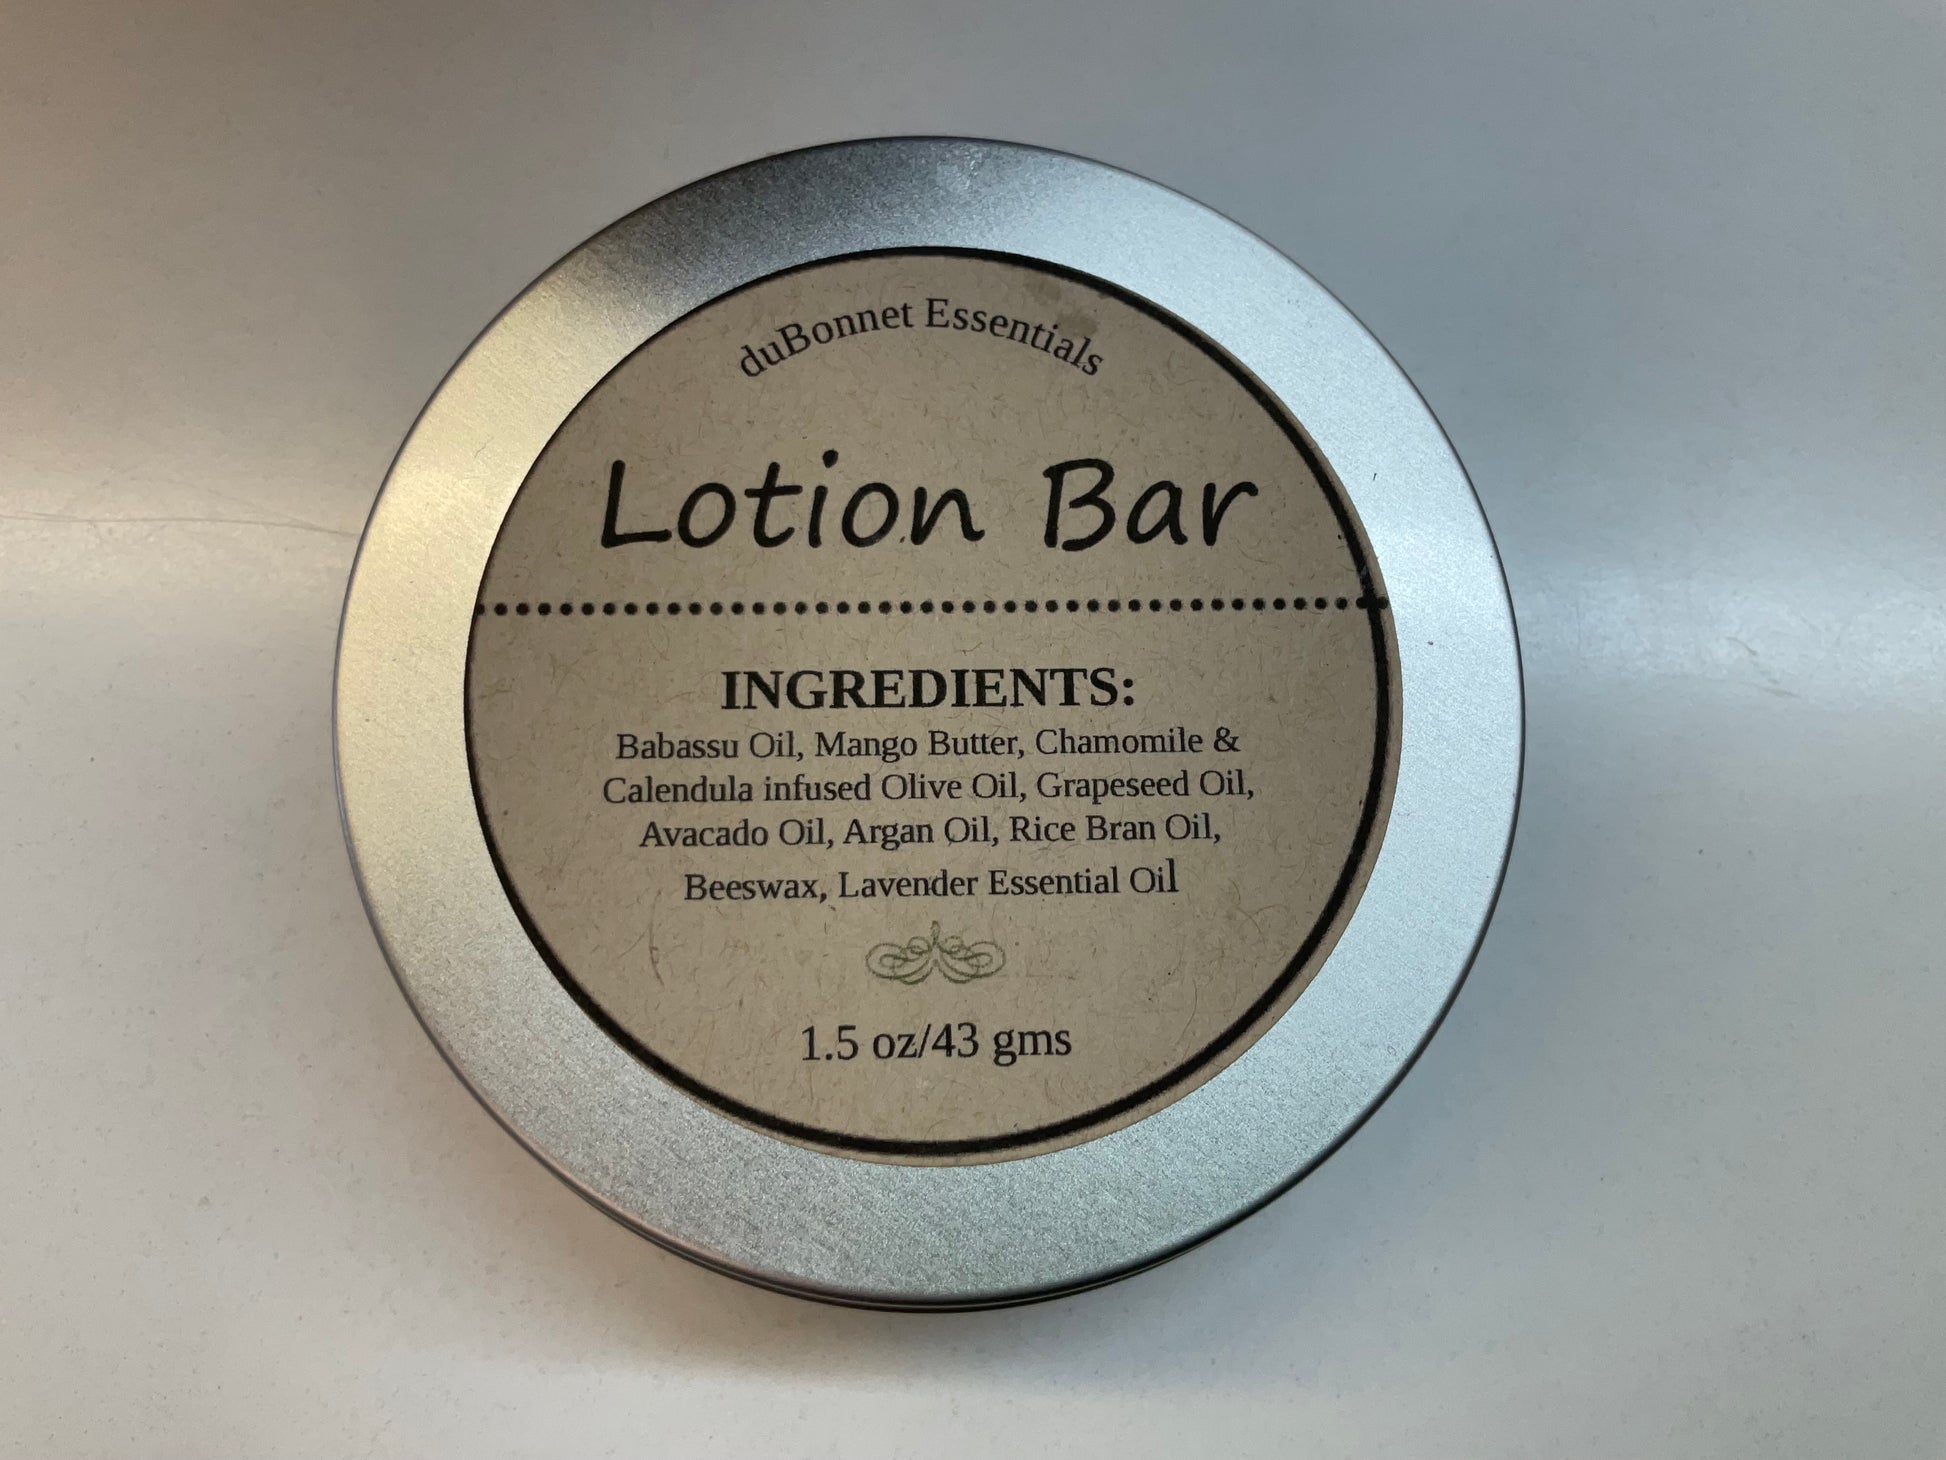 duBonnet Essentials
Lotion Bar
INGREDIENTS:
Babassu Oil, Mango Butter, Chamomile &
Calendula infused Olive Oil, Grapeseed Oil,
Avacado Oil, Argan Oil, Rice Bran Oil,
Beeswax, Lavender Essential Oil
1.5 oz/43 gms